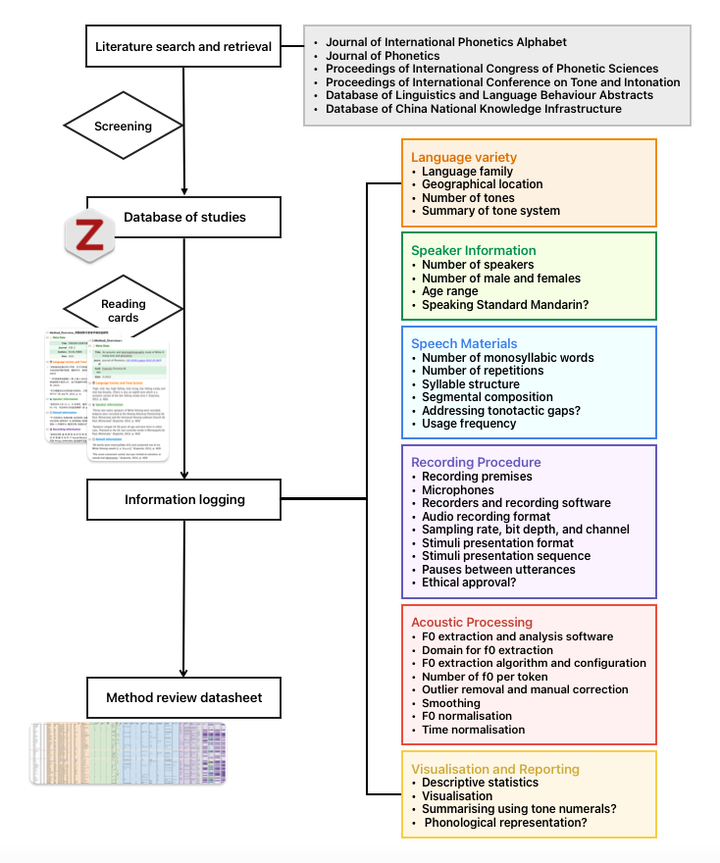 Literature search and retrieval
• Journal of International Phonetics Alphabet
• Journal of Phonetics
• Proceedings of International Congress of Phonetic Sciences
• Proceedings of International Conference on Tone and Intonation
• Database of Linguistics and Language Behaviour Abstracts
• Database of China National Knowledge Infrastructure
Screening
Database of studies
Z
Reading
cards
Information logging
Method review datasheet
Language variety
• Language family
• Geographical location
• Number of tones
• Summary of tone system
Speaker Information
• Number of speakers
• Number of male and females
• Age range
• Speaking Standard Mandarin?
Speech Materials
• Number of monosyllabic words
• Number of repetitions
• Syllable structure
• Segmental composition
• Addressing tonotactic gaps?
• Usage frequency
Recording Procedure
• Recording premises
• Microphones
• Recorders and recording software
• Audio recording format
• Sampling rate, bit depth, and channel
• Stimuli presentation format
• Stimuli presentation sequence
• Pauses between utterances
• Ethical approval?
Acoustic Processing
• F0 extraction and analysis software
• Domain for f0 extraction
• F0 extraction algorithm and configuration
• Number of f0 per token
• Outlier removal and manual correction
• Smoothing
• F0 normalisation
• Time normalisation
Visualisation and Reporting
• Descriptive statistics
• Visualisation
• Summarising using tone numerals?
• Phonological representation?